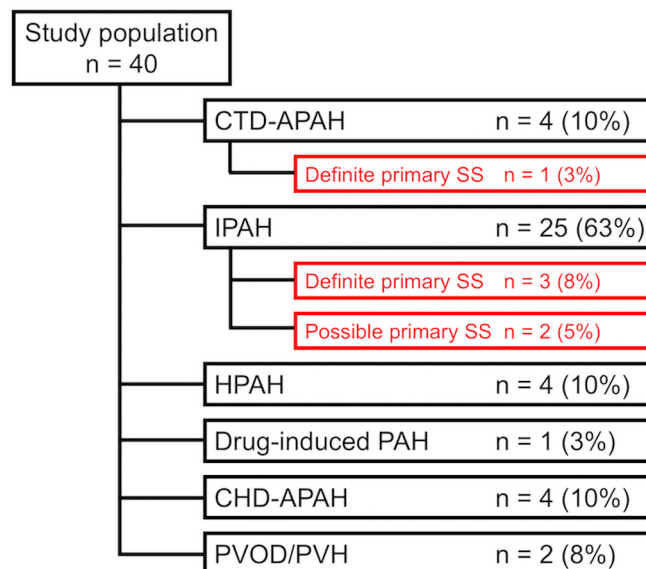 Study population
n = 40
CTD-APAH n = 4 (10%)
Definite primary SS n = 1 (3%)
IPAH n = 25 (63%)
Definite primary SS n = 3 (8%)
Possible primary SS n = 2 (5%)
HPAH n = 4 (10%)
Drug-induced PAH n = 1 (3%)
CHD-APAH n = 4 (10%)
PVOD/PVH n = 2 (8%)